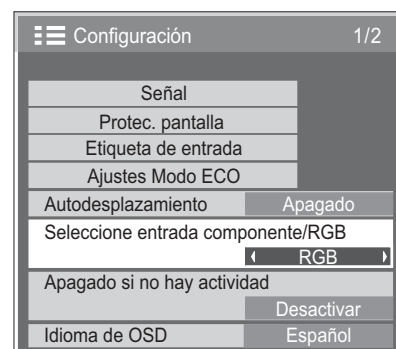 Configuración 1/2
Señal
Protec. pantalla
Etiqueta de entrada
Ajustes Modo ECO
Autodesplazamiento Apagado
Seleccione entrada componente/RGB
RGB
Apagado si no hay actividad
Desactivar
Idioma de OSD Español